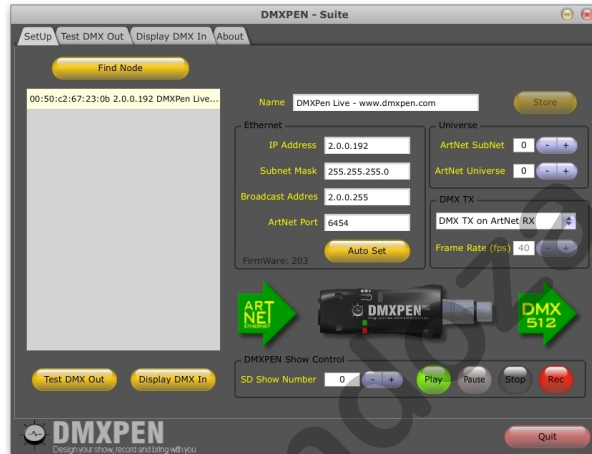 DMXPEN - Suite
SetUp Test DMX Out Display DMX In About
Find Node
00:50:c2:67:23:0b 2.0.0.192 DMXPen Live...
Name DMXPen Live - www.dmxpen.com Store
Ethernet
IP Address 2.0.0.192
Subnet Mask 255.255.255.0
Broadcast Addres 2.0.0.255
ArtNet Port 6454
Auto Set
FirmWare: 203
Universe
ArtNet SubNet 0 - +
ArtNet Universe 0 - +
DMX TX
DMX TX on ArtNet RX
Frame Rate (fps) 40 - +
ART
NET
ETHERNET
DMXPEN
DMX
512
Test DMX Out Display DMX In
DMXPEN Show Control
SD Show Number 0 - + Play Pause Stop Rec
DMXPEN
Design your show, record and bring with you
Quit